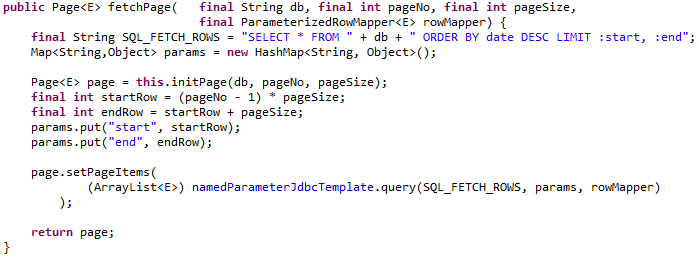 public Page<E> fetchPage(   final String db, final int pageNo, final int pageSize,
                            final ParameterizedRowMapper<E> rowMapper) {
    final String SQL_FETCH_ROWS = "SELECT * FROM " + db + " ORDER BY date DESC LIMIT :start, :end";
    Map<String,Object> params = new HashMap<String, Object>();

    Page<E> page = this.initPage(db, pageNo, pageSize);
    final int startRow = (pageNo - 1) * pageSize;
    final int endRow = startRow + pageSize;
    params.put("start", startRow);
    params.put("end", endRow);

    page.setPageItems(
            (ArrayList<E>) namedParameterJdbcTemplate.query(SQL_FETCH_ROWS, params, rowMapper)
        );

    return page;
}